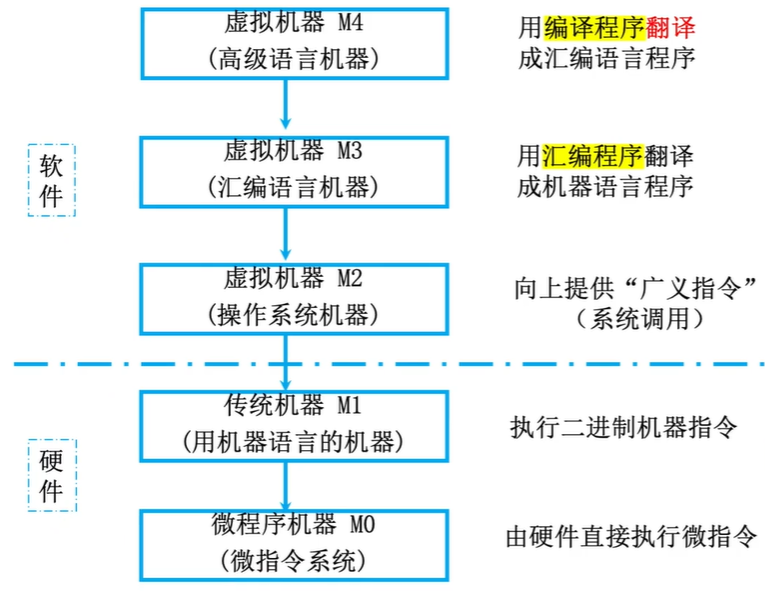 虚拟机器 M4
(高级语言机器)
用编译程序翻译
成汇编语言程序
软
件
虚拟机器 M3
(汇编语言机器)
用汇编程序翻译
成机器语言程序
虚拟机器 M2
(操作系统机器)
向上提供“广义指令”
（系统调用）
硬
件
传统机器 M1
(用机器语言的机器)
执行二进制机器指令
微程序机器 M0
(微指令系统)
由硬件直接执行微指令